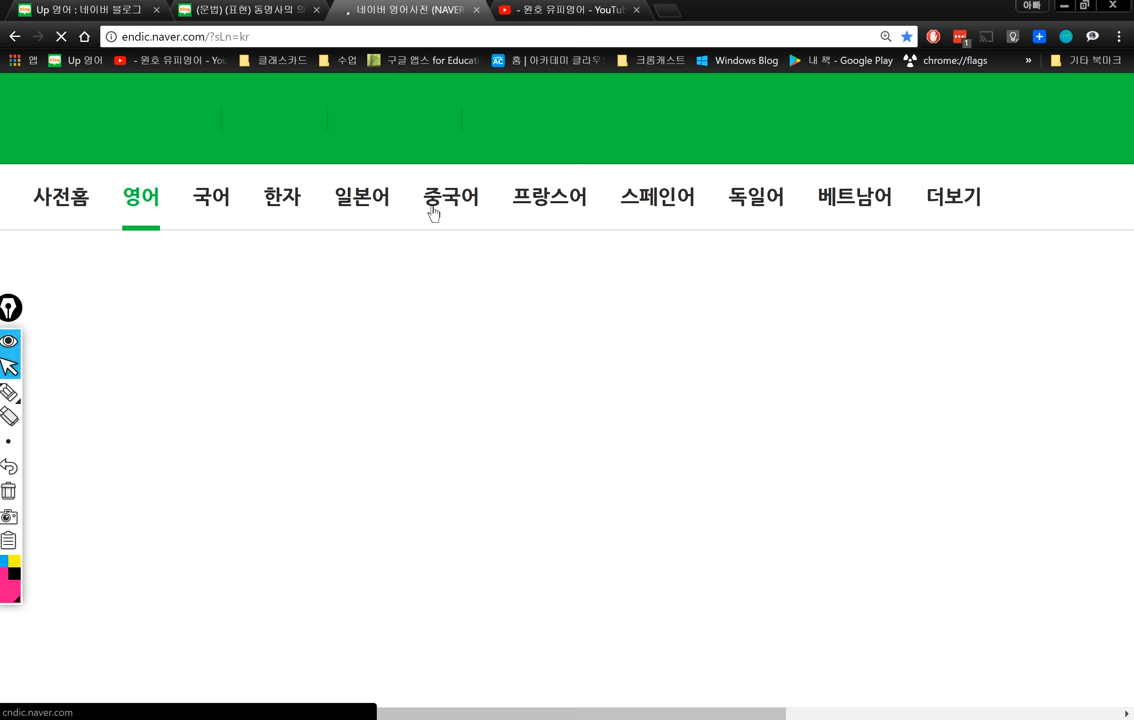 Up 영어 : 네이버 블로그
(문법) (표현) 동명사의 의
네이버 영어사전 (NAVER
- 원호 유피영어 - YouTu
아빠
endic.naver.com/?sLn=kr
1
앱
Up 영어
- 원호 유피영어 - You
클래스카드
수업
구글 앱스 for Educati
홈 | 아카데미 클라우
크롬캐스트
Windows Blog
내 책 - Google Play
chrome://flags
»
기타 북마크
사전홈 영어 국어 한자 일본어 중국어 프랑스어 스페인어 독일어 베트남어 더보기
cndic.naver.com